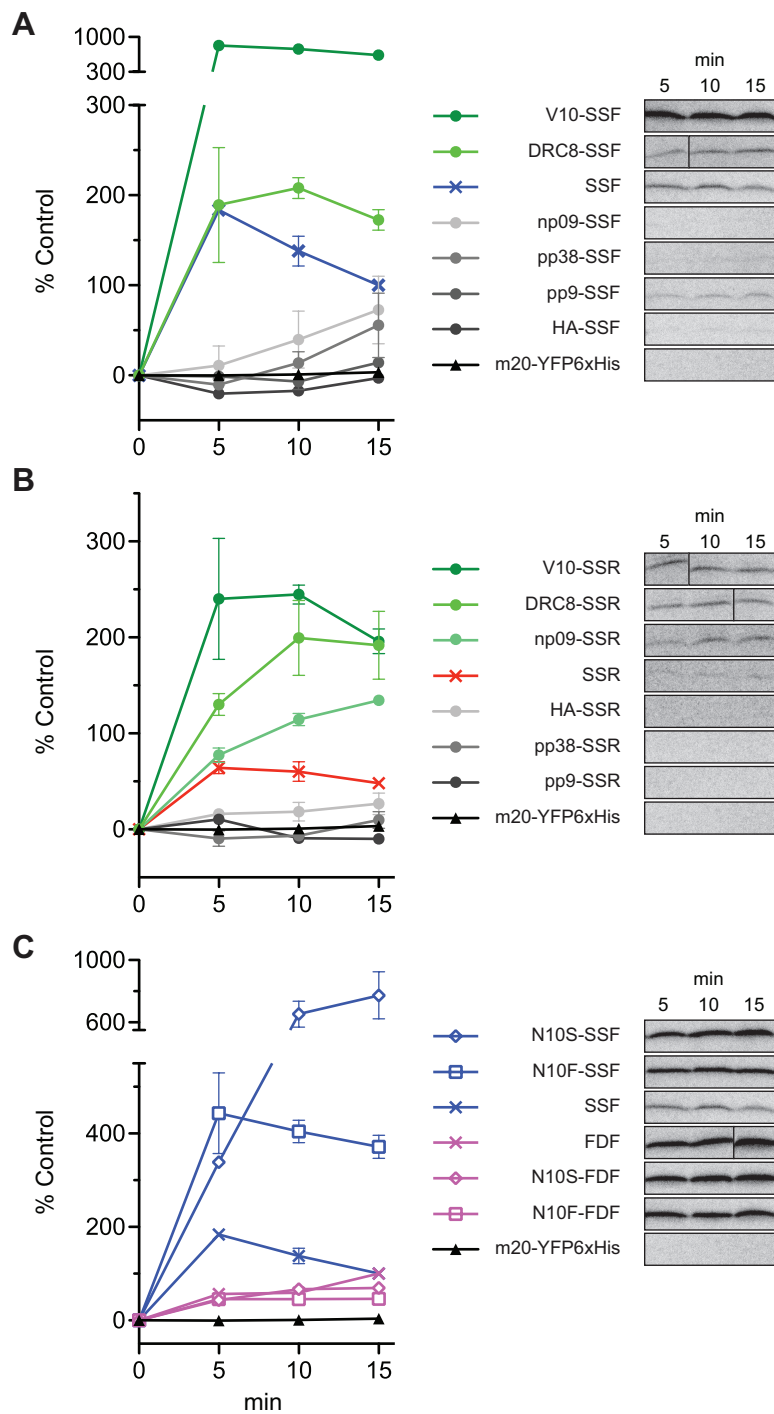 A
1000
300
300
200
100
0
% Control
0 5 10 15
min
5 10 15
V10-SSF
DRC8-SSF
SSF
np09-SSF
pp38-SSF
pp9-SSF
HA-SSF
m20-YFP6xHis
B
300
200
100
0
% Control
0 5 10 15
min
5 10 15
V10-SSR
DRC8-SSR
np09-SSR
SSR
HA-SSR
pp38-SSR
pp9-SSR
m20-YFP6xHis
C
1000
600
400
200
0
% Control
0 5 10 15
min
min
5 10 15
N10S-SSF
N10F-SSF
SSF
FDF
N10S-FDF
N10F-FDF
m20-YFP6xHis